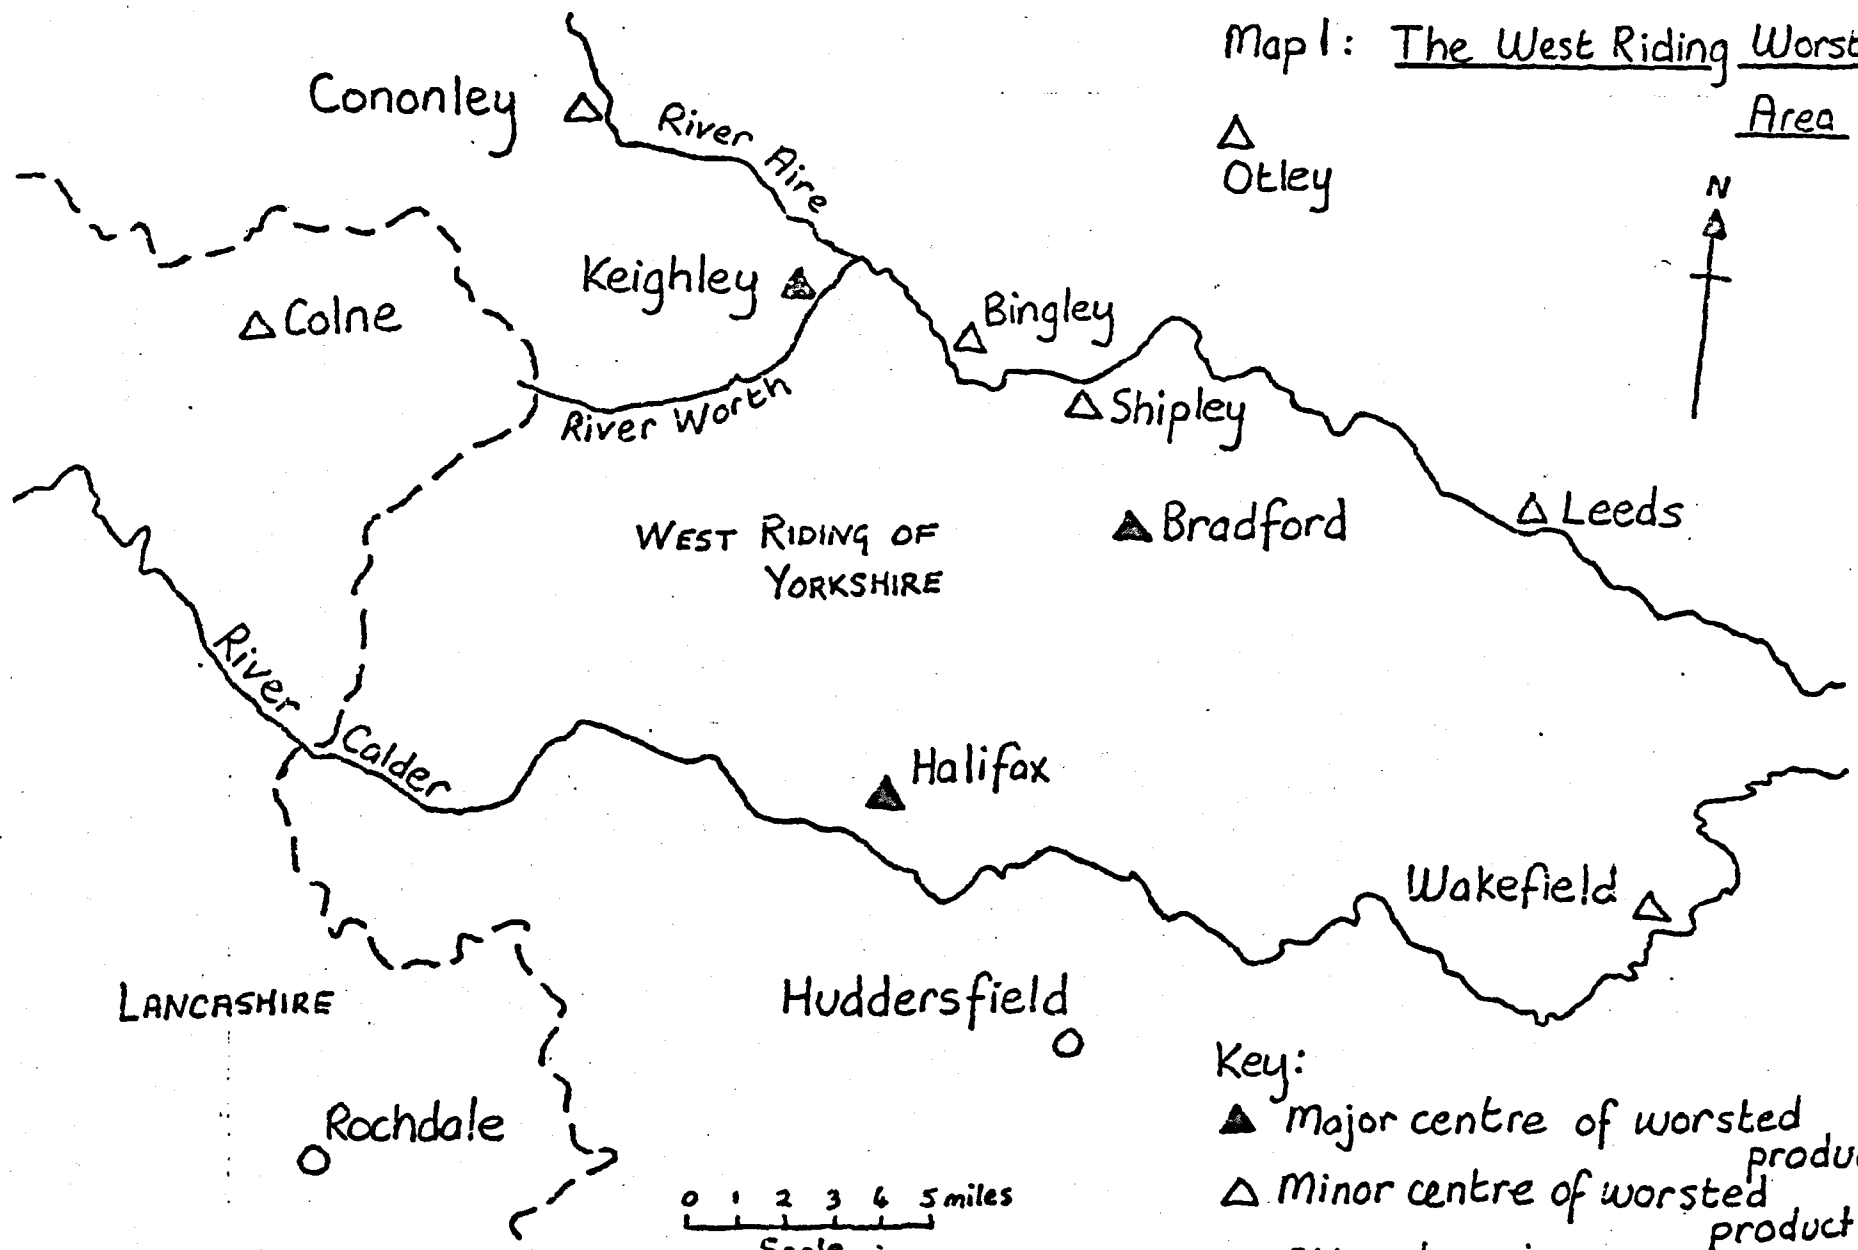 Map 1: The West Riding Worst
Area
Cononley
River Aire
Otley
N
Keighley
Colne
Bingley
River Worth
Shipley
WEST RIDING OF
YORKSHIRE
Bradford
Leeds
River Calder
Halifax
Wakefield
LANCASHIRE
Huddersfield
Rochdale
Key:
Major centre of worsted
produ
Minor centre of worsted
product
0 1 2 3 4 5 miles
Scale